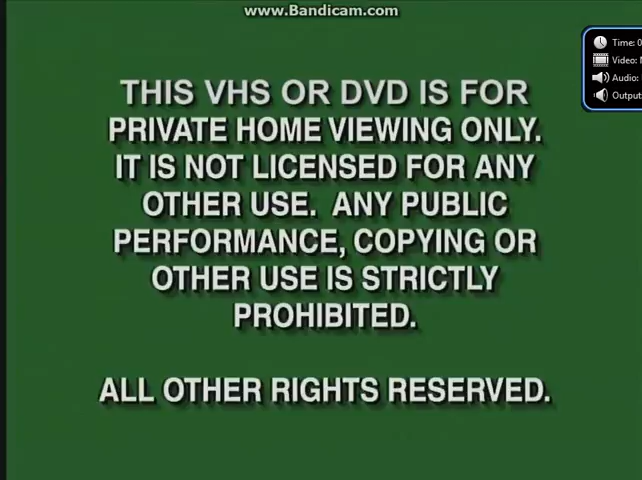 www.Bandicam.com
Time: 0
Video:
Audio:
Output
THIS VHS OR DVD IS FOR
PRIVATE HOME VIEWING ONLY.
IT IS NOT LICENSED FOR ANY
OTHER USE.  ANY PUBLIC
PERFORMANCE, COPYING OR
OTHER USE IS STRICTLY
PROHIBITED.
ALL OTHER RIGHTS RESERVED.